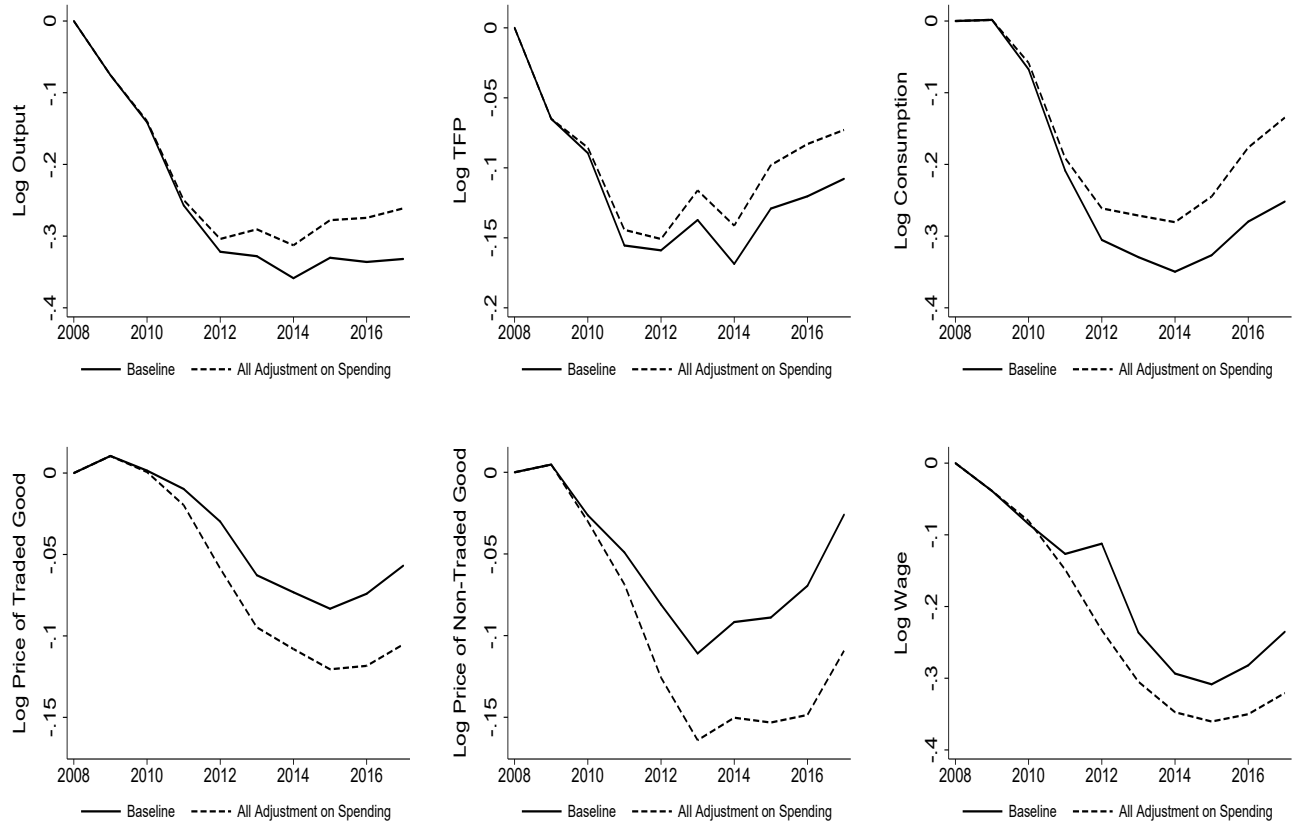 Log Output
0
-.1
-.2
-.3
-.4
2008 2010 2012 2014 2016
Baseline All Adjustment on Spending
Log TFP
0
-.05
-.1
-.15
-.2
2008 2010 2012 2014 2016
Baseline All Adjustment on Spending
Log Consumption
0
-.1
-.2
-.3
-.4
2008 2010 2012 2014 2016
Baseline All Adjustment on Spending
Log Price of Traded Good
0
-.05
-.1
-.15
2008 2010 2012 2014 2016
Baseline All Adjustment on Spending
Log Price of Non-Traded Good
0
-.05
-.1
-.15
2008 2010 2012 2014 2016
Baseline All Adjustment on Spending
Log Wage
0
-.1
-.2
-.3
-.4
2008 2010 2012 2014 2016
Baseline All Adjustment on Spending